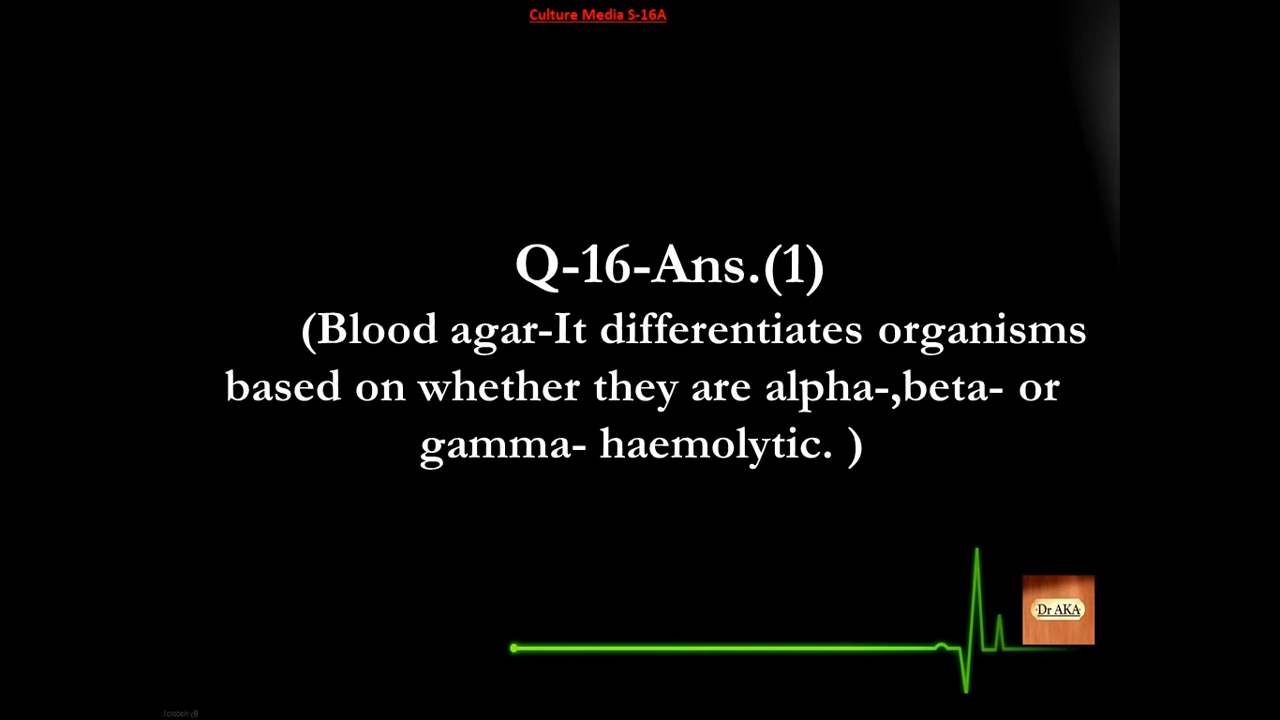 Culture Media S-16A
Q-16-Ans.(1)
(Blood agar-It differentiates organisms
based on whether they are alpha-,beta- or
gamma- haemolytic. )
Dr AKA